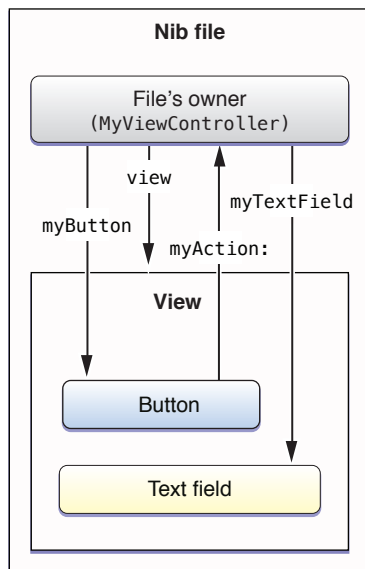 Nib file
File's owner
(MyViewController)
view
myTextField
myButton
myAction:
View
Button
Text field